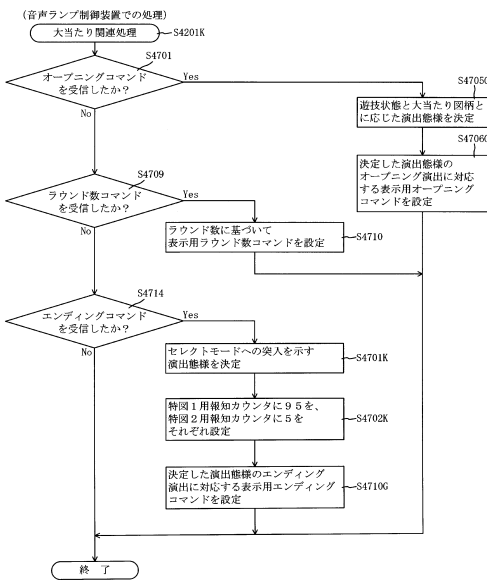 (音声ランプ制御装置での処理)
大当たり関連処理
S4201K
S4701
オープニングコマンド
を受信したか?
Yes
No
S4705G
遊技状態と大当たり図柄と
に応じた演出態様を決定
S4706G
決定した演出態様の
オープニング演出に対応
する表示用オープニング
コマンドを設定
S4709
ラウンド数コマンド
を受信したか?
Yes
No
ラウンド数に基づいて
表示用ラウンド数コマンドを設定
S4710
S4714
エンディングコマンド
を受信したか?
Yes
No
セレクトモードへの突入を示す
演出態様を決定
S4701K
特図1用報知カウンタに95を、
特図2用報知カウンタに5を
それぞれ設定
S4702K
決定した演出態様のエンディング
演出に対応する表示用エンディング
コマンドを設定
S4710G
終 了